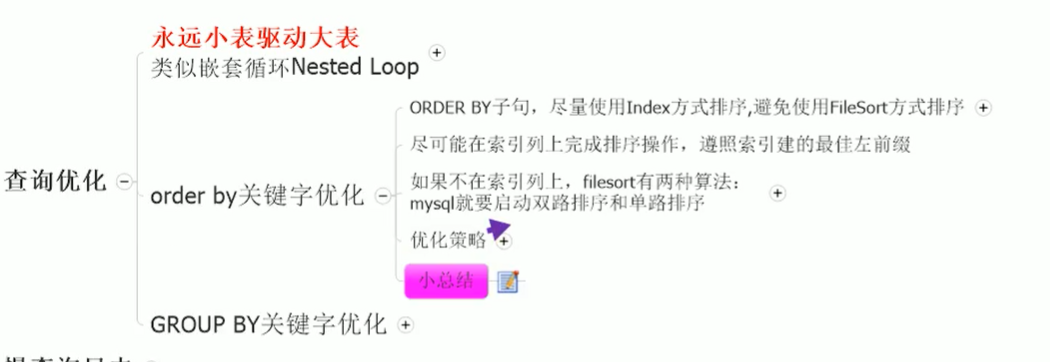 永远小表驱动大表
类似嵌套循环Nested Loop
ORDER BY子句，尽量使用Index方式排序,避免使用FileSort方式排序
尽可能在索引列上完成排序操作，遵照索引建的最佳左前缀
查询优化
order by关键字优化
如果不在索引列上，filesort有两种算法：
mysql就要启动双路排序和单路排序
优化策略
小总结
GROUP BY关键字优化